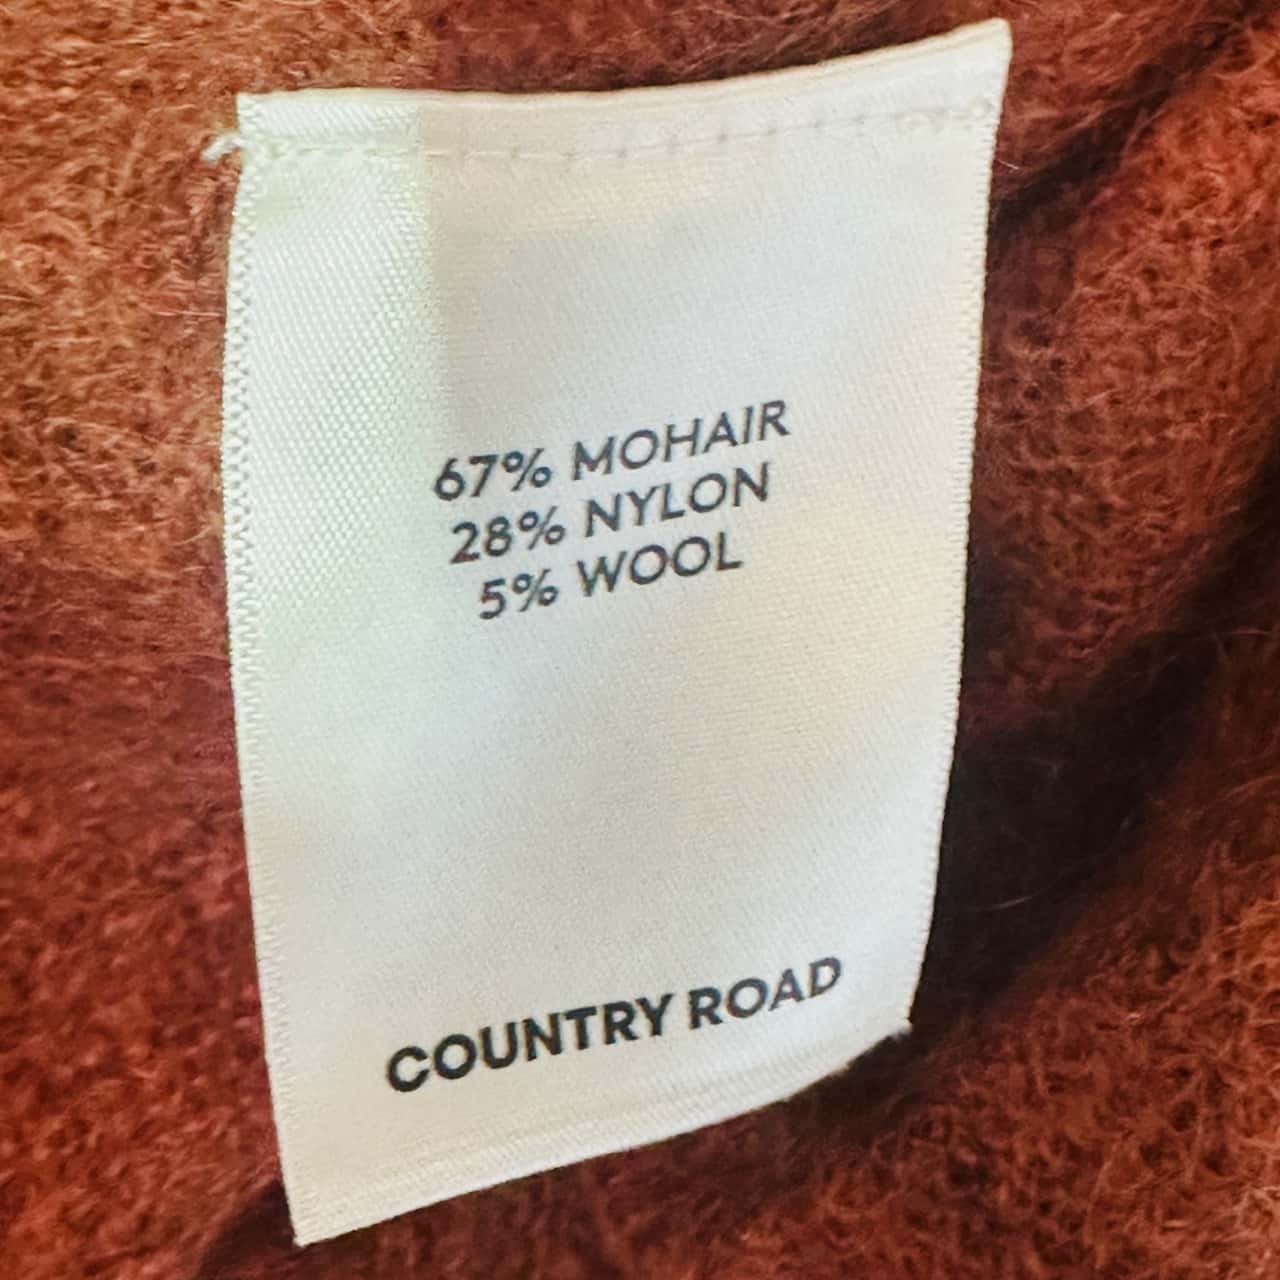 67% MOHAIR
28% NYLON
5% WOOL
COUNTRY ROAD